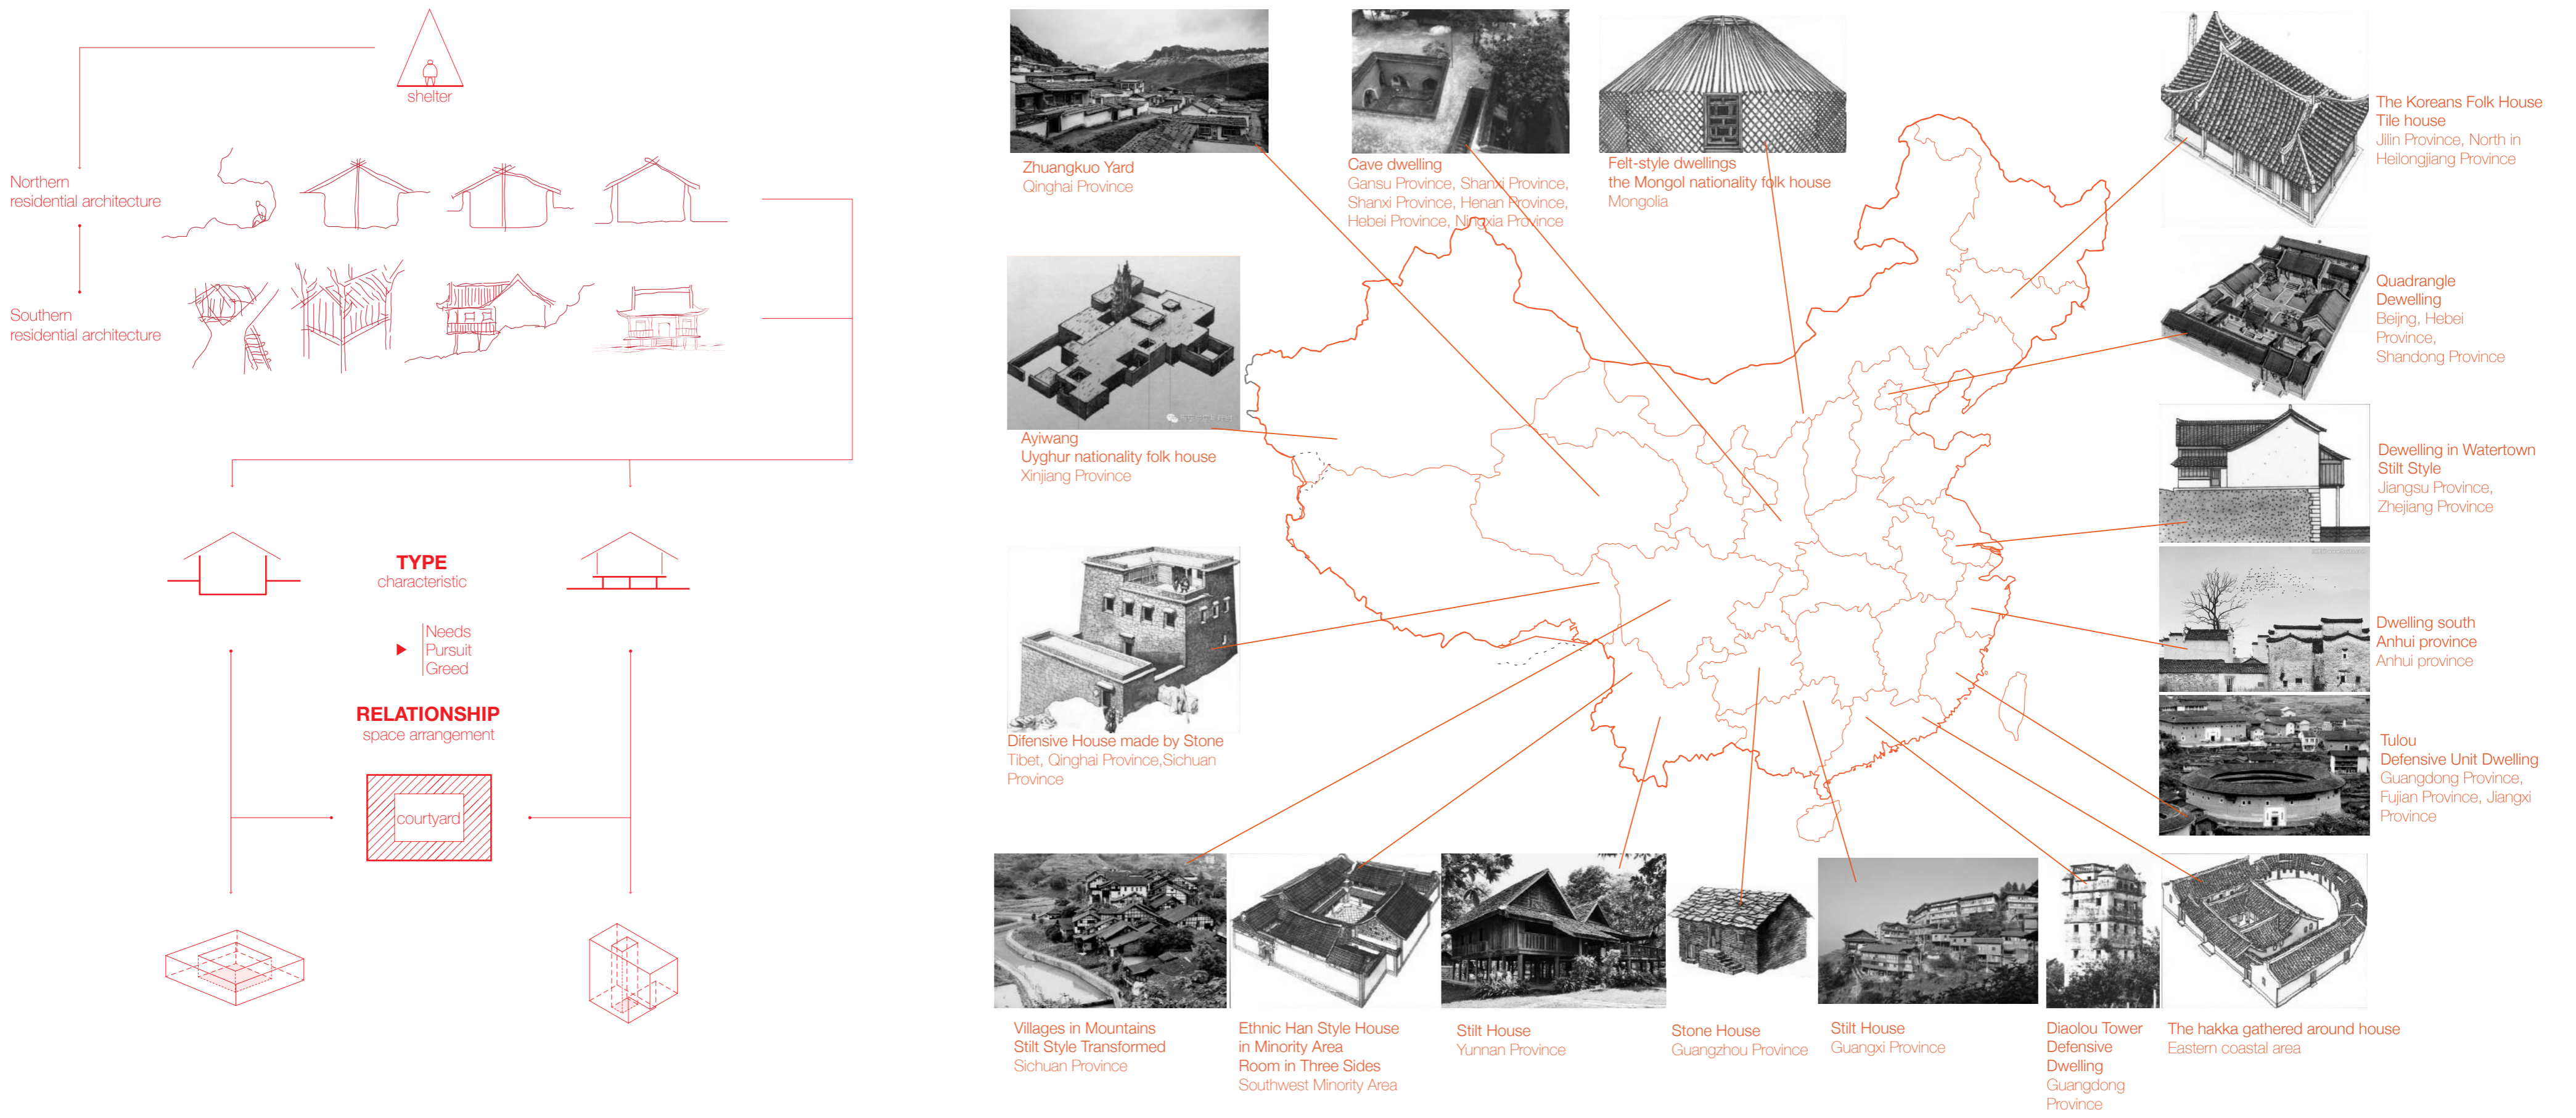 shelter
Northern
residential architecture
Southern
residential architecture
TYPE
characteristic
Needs
Pursuit
Greed
RELATIONSHIP
space arrangement
courtyard
Zhuangkuo Yard
Qinghai Province
Cave dwelling
Gansu Province, Shanxi Province,
Shanxi Province, Henan Province,
Hebei Province, Ningxia Province
Felt-style dwellings
the Mongol nationality folk house
Mongolia
The Koreans Folk House
Tile house
Jilin Province, North in
Heilongjiang Province
Ayiwang
Uyghur nationality folk house
Xinjiang Province
Quadrangle
Dewelling
Beijng, Hebei
Province,
Shandong Province
Dewelling in Watertown
Stilt Style
Jiangsu Province,
Zhejiang Province
Difensive House made by Stone
Tibet, Qinghai Province,Sichuan
Province
Dwelling south
Anhui province
Anhui province
Tulou
Defensive Unit Dwelling
Guangdong Province,
Fujian Province, Jiangxi
Province
Villages in Mountains
Stilt Style Transformed
Sichuan Province
Ethnic Han Style House
in Minority Area
Room in Three Sides
Southwest Minority Area
Stilt House
Yunnan Province
Stone House
Guangzhou Province
Stilt House
Guangxi Province
Diaolou Tower
Defensive
Dwelling
Guangdong
Province
The hakka gathered around house
Eastern coastal area